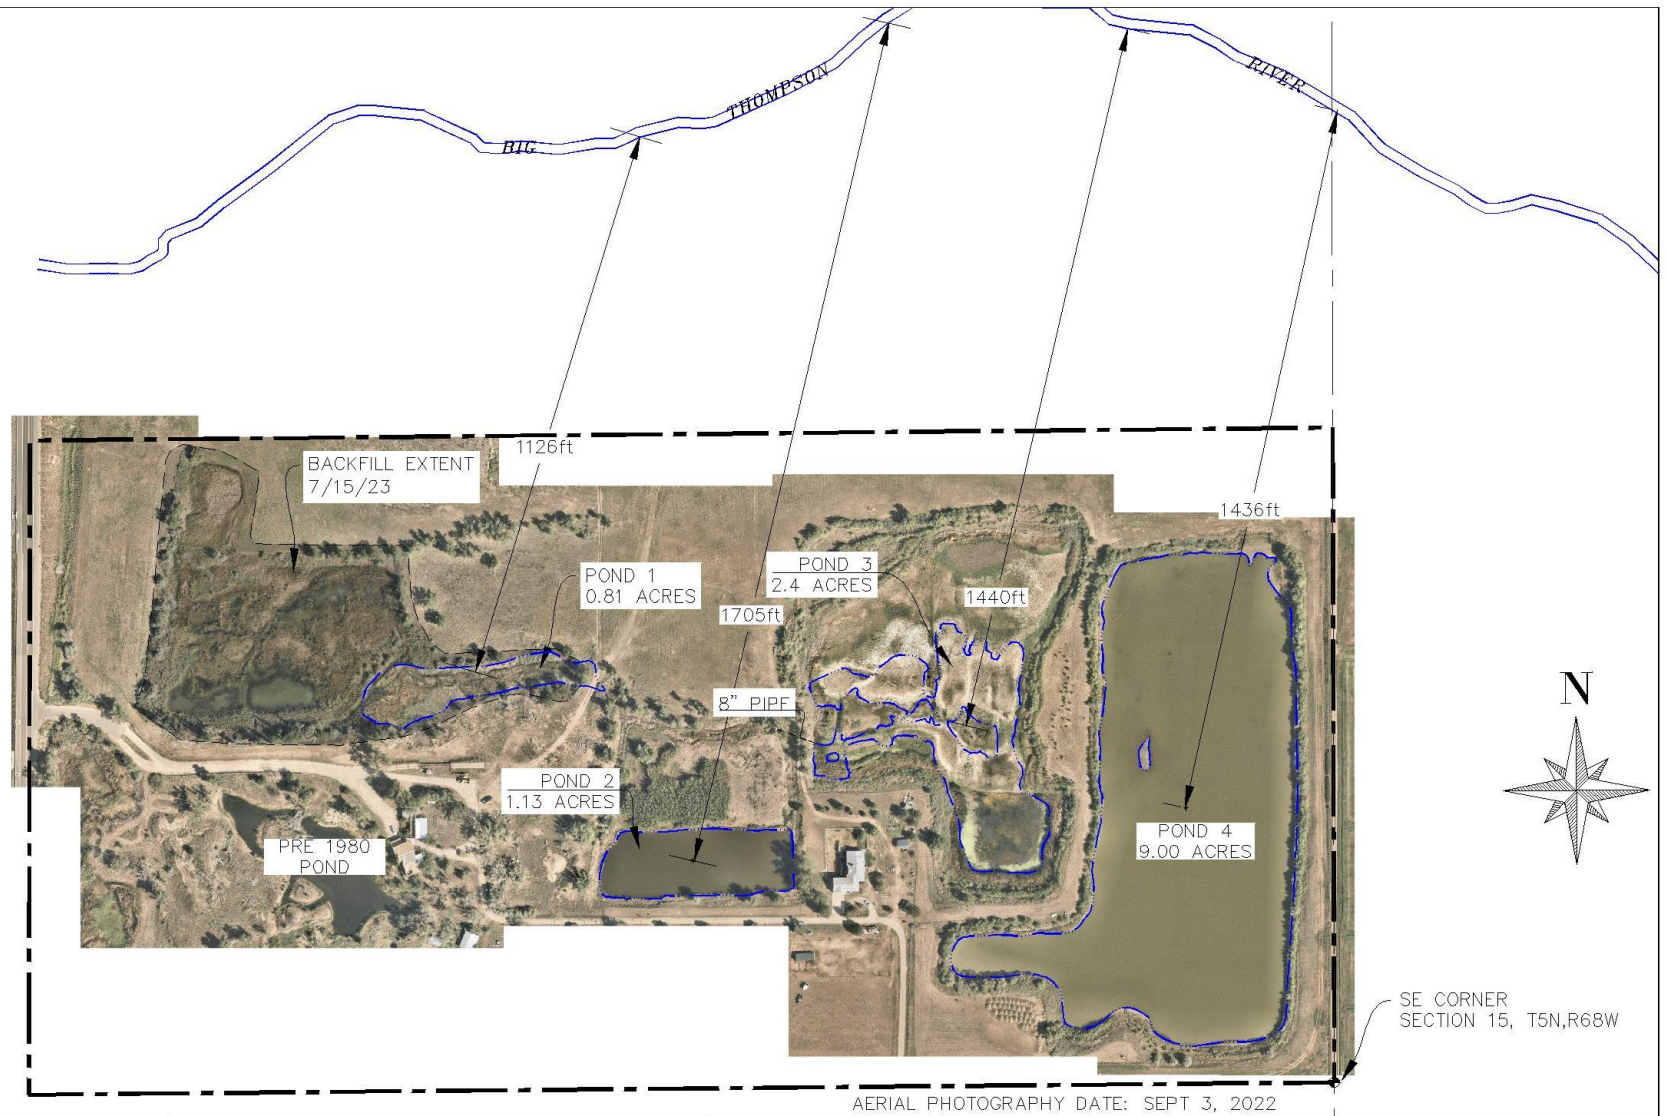 BIG
THOMPSON
RIVER
1126ft
BACKFILL EXTENT
7/15/23
1436ft
POND 1
0.81 ACRES
POND 3
2.4 ACRES
1440ft
1705ft
8" PIPE
N
POND 2
1.13 ACRES
PRE 1980
POND
POND 4
9.00 ACRES
SE CORNER
SECTION 15, T5N,R68W
AERIAL PHOTOGRAPHY DATE: SEPT 3, 2022